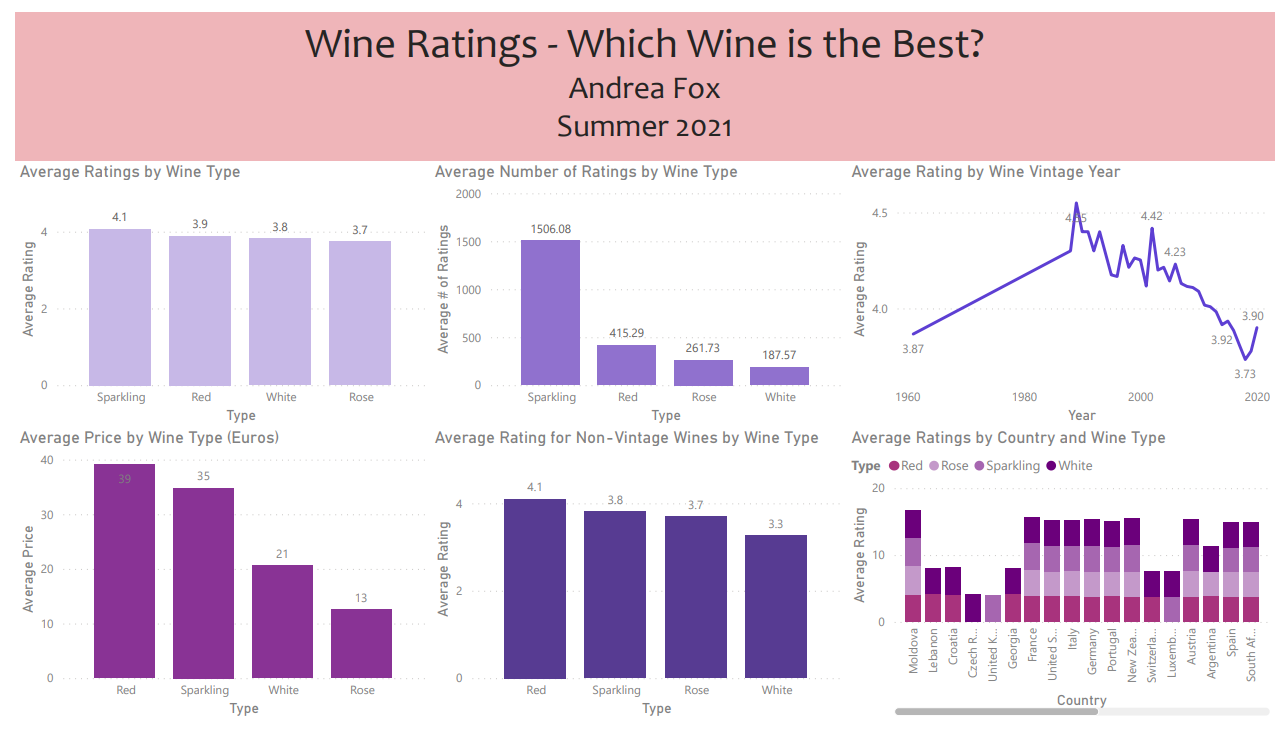 Wine Ratings - Which Wine is the Best?
Andrea Fox
Summer 2021
Average Ratings by Wine Type
Average Rating
4
2
0
4.1
3.9
3.8
3.7
Sparkling
Red
White
Rose
Type
Average Number of Ratings by Wine Type
Average # of Ratings
2000
1500
1000
500
0
1506.08
415.29
261.73
187.57
Sparkling
Red
Rose
White
Type
Average Rating by Wine Vintage Year
Average Rating
4.5
4.0
3.87
4.42
4.23
3.92
3.73
3.90
1960
1980
2000
2020
Year
Average Price by Wine Type (Euros)
Average Price
40
30
20
10
0
39
35
21
13
Red
Sparkling
White
Rose
Type
Average Rating for Non-Vintage Wines by Wine Type
Average Rating
4
2
0
4.1
3.8
3.7
3.3
Red
Sparkling
Rose
White
Type
Average Ratings by Country and Wine Type
Type Red Rose Sparkling White
Average Rating
20
10
0
Moldova
Lebanon
Croatia
Czech R...
United K...
Georgia
France
United S...
Italy
Germany
Portugal
New Zea...
Switzerla...
Luxemb...
Austria
Argentina
Spain
South Af...
Country